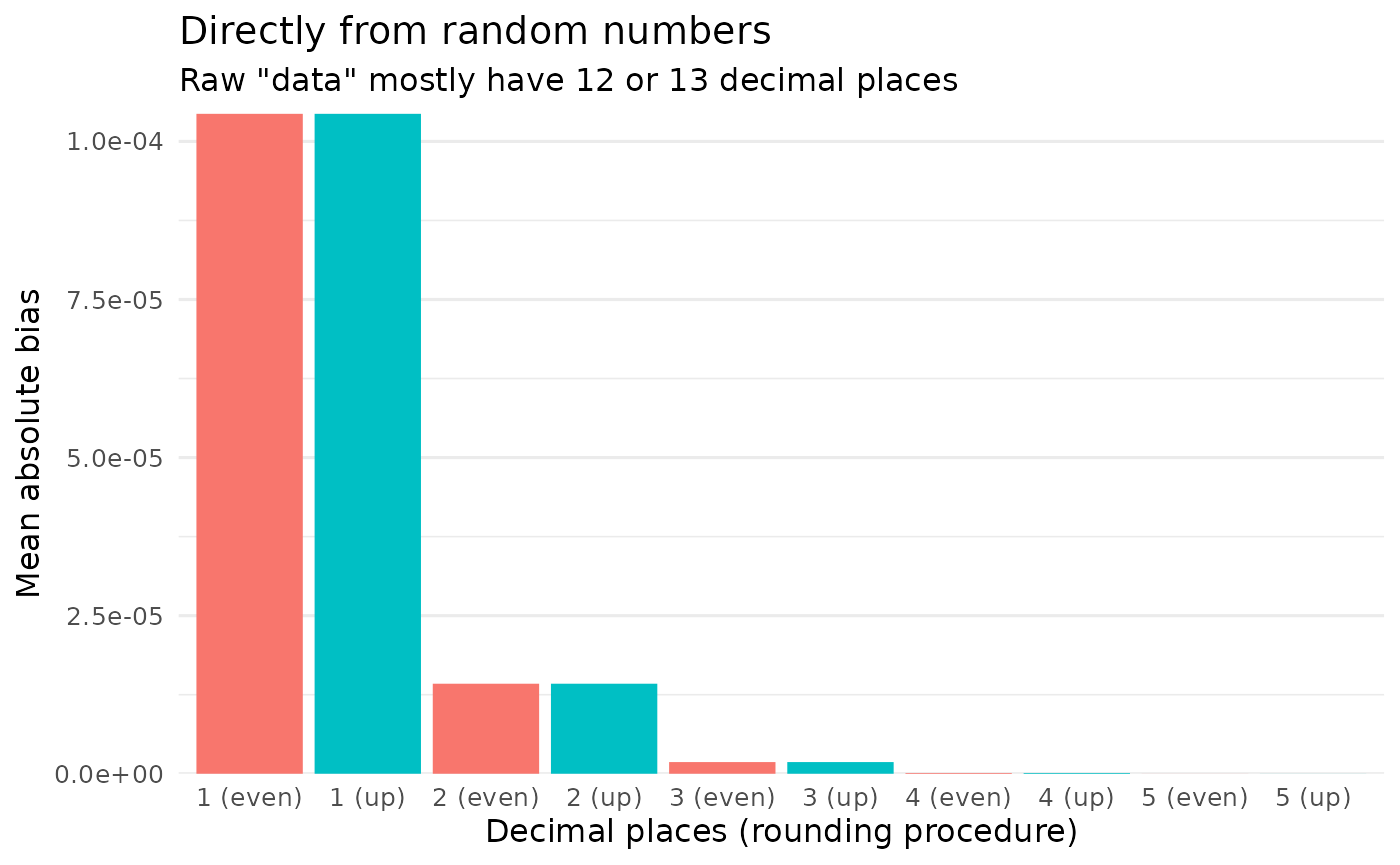 Directly from random numbers
Raw "data" mostly have 12 or 13 decimal places
Mean absolute bias
1.0e-04
7.5e-05
5.0e-05
2.5e-05
0.0e+00
1 (even) 1 (up) 2 (even) 2 (up) 3 (even) 3 (up) 4 (even) 4 (up) 5 (even) 5 (up)
Decimal places (rounding procedure)